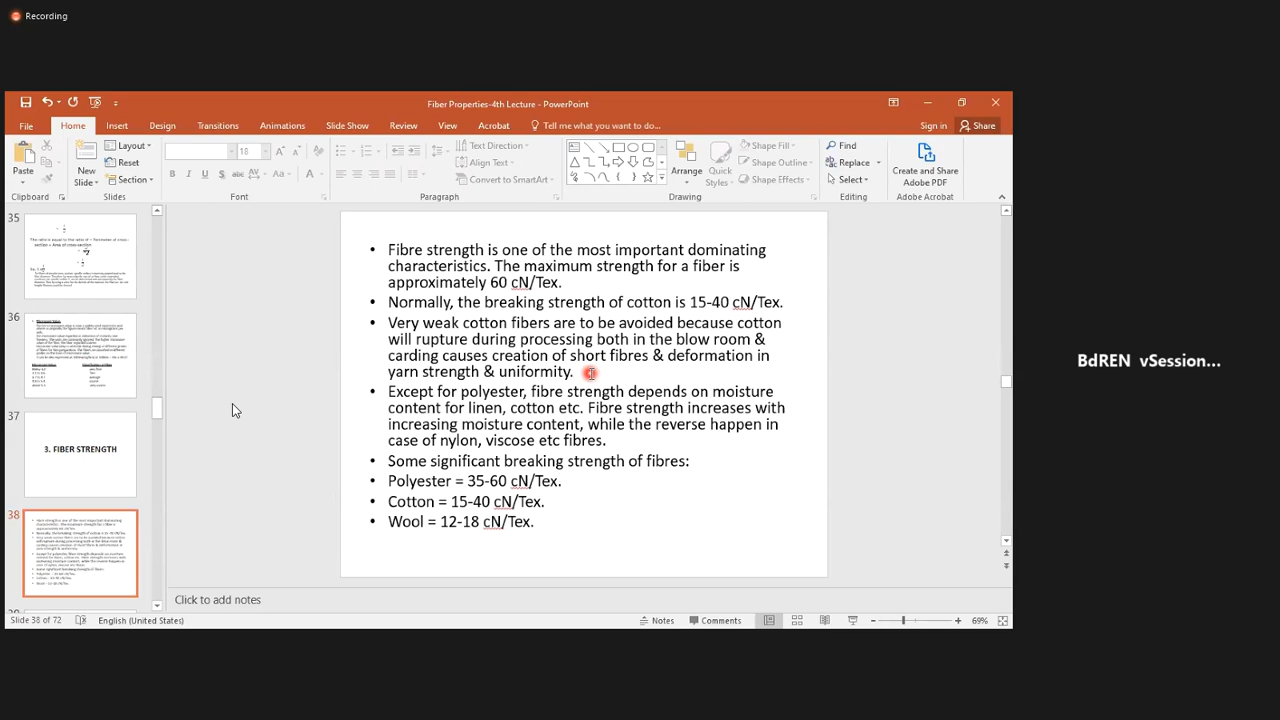 Recording
Fiber Properties-4th Lecture - PowerPoint
File
Home
Insert
Design
Transitions
Animations
Slide Show
Review
View
Acrobat
Tell me what you want to do...
Sign in
Share
Paste
New
Slide
Layout
Reset
Section
18
Text Direction
Align Text
Convert to SmartArt
Arrange
Quick
Styles
Shape Fill
Shape Outline
Shape Effects
Find
Replace
Select
Create and Share
Adobe PDF
Clipboard
Slides
Font
Paragraph
Drawing
Editing
Adobe Acrobat
35
36
37
3. FIBER STRENGTH
38
• Fibre strength is one of the most important dominating
characteristics. The maximum strength for a fiber is
approximately 60 cN/Tex.
• Normally, the breaking strength of cotton is 15-40 cN/Tex.
• Very weak cotton fibers are to be avoided because cotton
will rupture during processing both in the blow room &
carding causes creation of short fibres & deformation in
yarn strength & uniformity.
• Except for polyester, fibre strength depends on moisture
content for linen, cotton etc. Fibre strength increases with
increasing moisture content, while the reverse happen in
case of nylon, viscose etc fibres.
• Some significant breaking strength of fibres:
• Polyester = 35-60 cN/Tex.
• Cotton = 15-40 cN/Tex.
• Wool = 12-18 cN/Tex.
BdREN vSession...
Click to add notes
Slide 38 of 72
English (United States)
Notes
Comments
69%